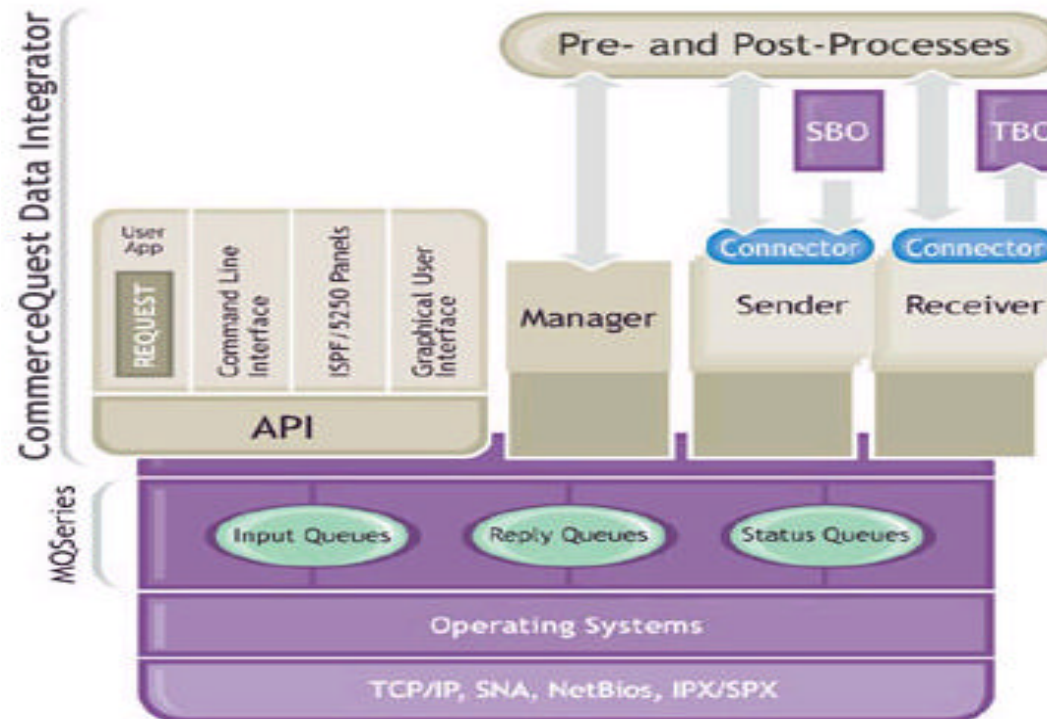 CommerceQuest Data Integrator
Pre- and Post-Processes
SBO
TBO
User
App
REQUEST
Command Line
Interface
ISPF/5250 Panels
Graphical User
Interface
API
Manager
Connector
Sender
Connector
Receiver
MQSeries
Input Queues
Reply Queues
Status Queues
Operating Systems
TCP/IP, SNA, NetBios, IPX/SPX